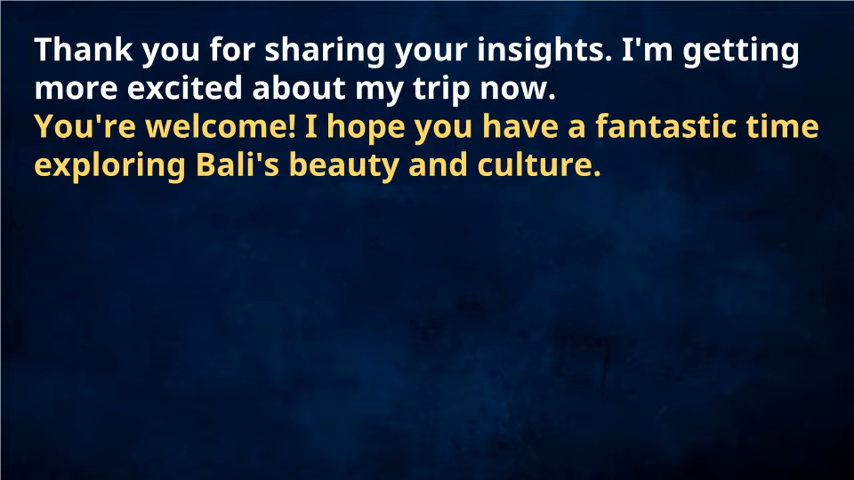 Thank you for sharing your insights. I'm getting
more excited about my trip now.
You're welcome! I hope you have a fantastic time
exploring Bali's beauty and culture.